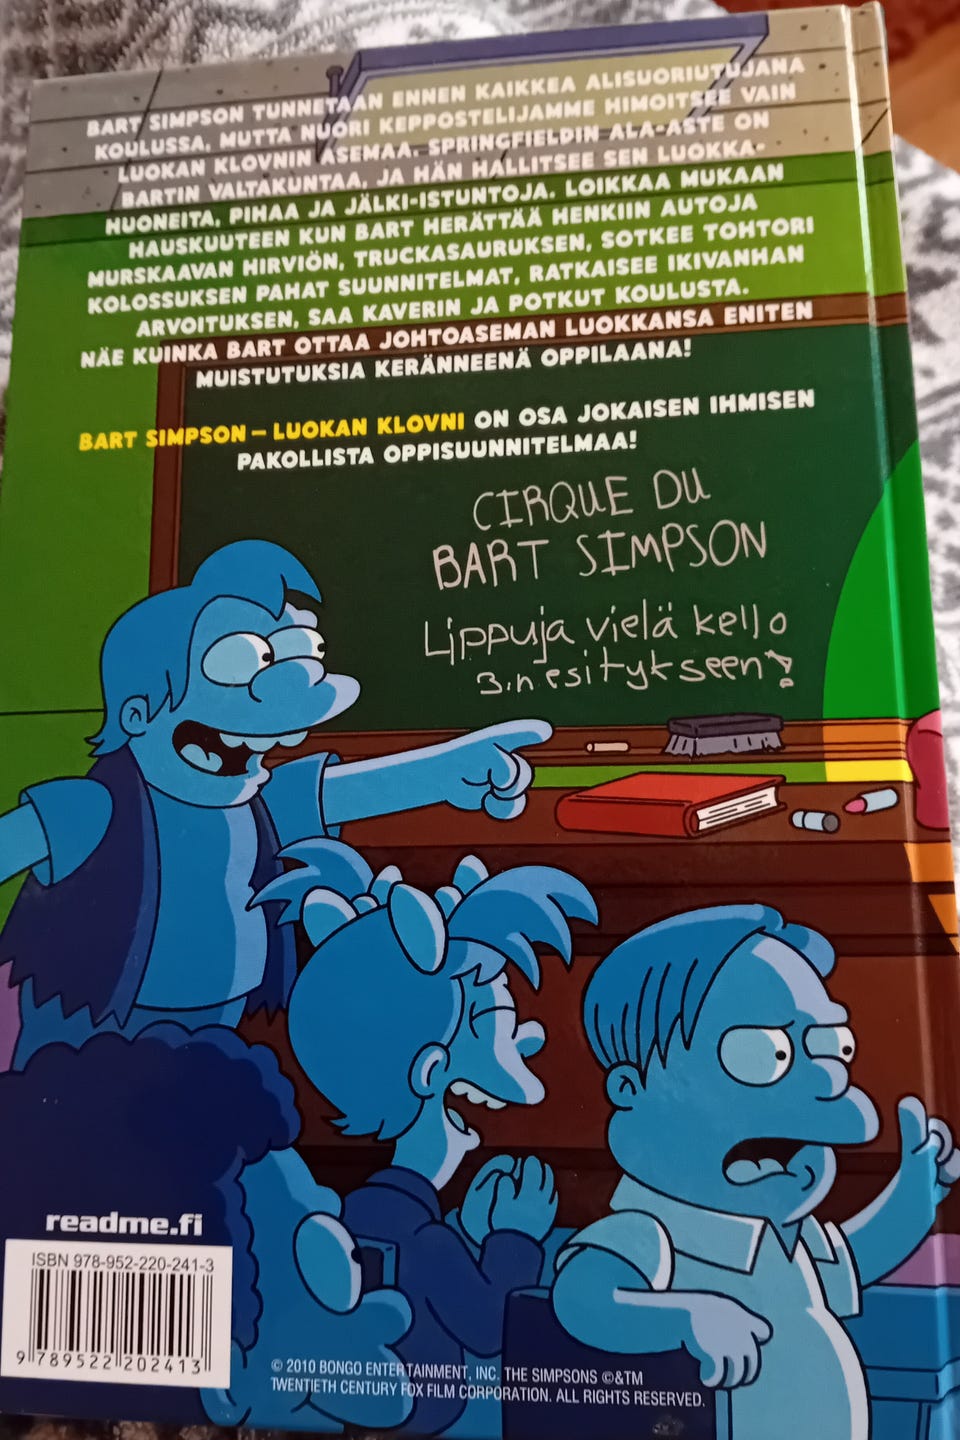 BART SIMPSON TUNNETAAN ENNEN KAIKKEA ALISUORIUTUJANA
KOULUSSA, MUTTA NUORI KEPPOSTELIJAMME HIMOITSEE VAIN
LUOKAN KLOVNIN ASEMAA. SPRINGFIELDIN ALA-ASTE ON
BARTIN VALTAKUNTAA, JA HÄN HALLITSEE SEN LUOKKA-
HUONEITA, PIHAA JA JÄLKI-ISTUNTOJA. LOIKKAA MUKAAN
HAUSKUUTEEN KUN BART HERÄTTÄÄ HENKIIN AUTOJA
MURSKAAVAN HIRVIÖN, TRUCKASAURUKSEN, SOTKEE TOHTORI
KOLOSSUKSEN PAHAT SUUNNITELMAT, RATKAISEE IKIVANHAN
ARVOITUKSEN, SAA KAVERIN JA POTKUT KOULUSTA.
NÄE KUINKA BART OTTAA JOHTOASEMAN LUOKKANSA ENITEN
MUISTUTUKSIA KERÄNNEENÄ OPPILAANA!
BART SIMPSON – LUOKAN KLOVNI ON OSA JOKAISEN IHMISEN
PAKOLLISTA OPPISUUNNITELMAA!
CIRQUE DU
BART SIMPSON
Lippuja vielä kello
3:n esitykseen!
readme.fi
ISBN 978-952-220-241-3
9 789522 202413
© 2010 BONGO ENTERTAINMENT, INC. THE SIMPSONS ©&TM
TWENTIETH CENTURY FOX FILM CORPORATION. ALL RIGHTS RESERVED.